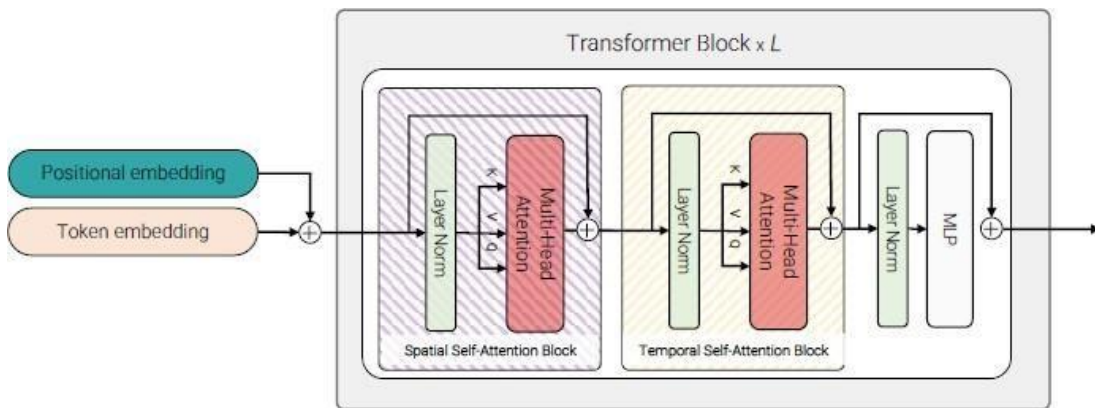 Transformer Block x L
Positional embedding
Token embedding
Layer Norm
K
V
Q
Multi-Head
Attention
Spatial Self-Attention Block
Layer Norm
K
V
Q
Multi-Head
Attention
Temporal Self-Attention Block
Layer Norm
MLP